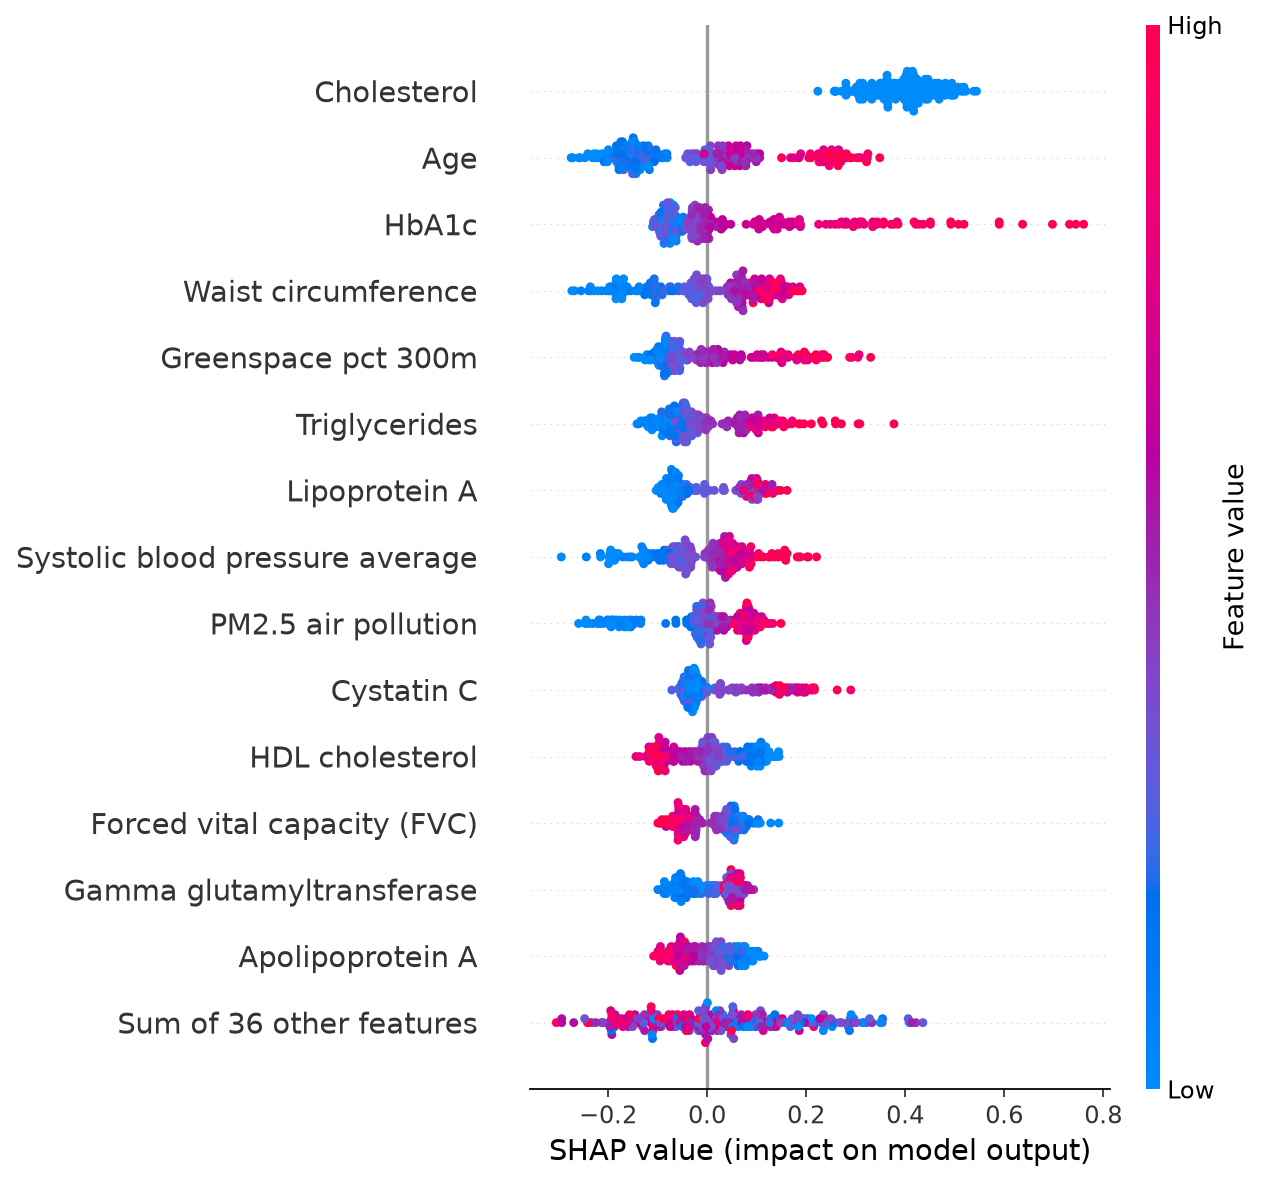 High
Cholesterol
Age
HbA1c
Waist circumference
Greenspace pct 300m
Triglycerides
Lipoprotein A
Systolic blood pressure average
PM2.5 air pollution
Cystatin C
HDL cholesterol
Forced vital capacity (FVC)
Gamma glutamyltransferase
Apolipoprotein A
Sum of 36 other features
Feature value
Low
−0.2 0.0 0.2 0.4 0.6 0.8
SHAP value (impact on model output)